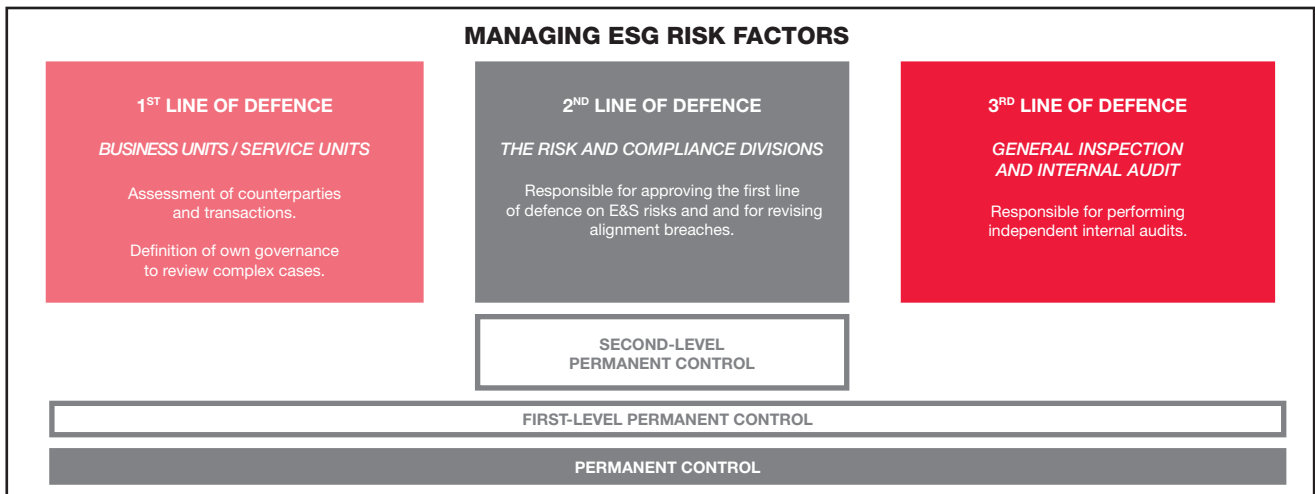 MANAGING ESG RISK FACTORS
1ST LINE OF DEFENCE
BUSINESS UNITS / SERVICE UNITS
Assessment of counterparties
and transactions.
Definition of own governance
to review complex cases.
2ND LINE OF DEFENCE
THE RISK AND COMPLIANCE DIVISIONS
Responsible for approving the first line
of defence on E&S risks and and for revising
alignment breaches.
3RD LINE OF DEFENCE
GENERAL INSPECTION
AND INTERNAL AUDIT
Responsible for performing
independent internal audits.
SECOND-LEVEL
PERMANENT CONTROL
FIRST-LEVEL PERMANENT CONTROL
PERMANENT CONTROL